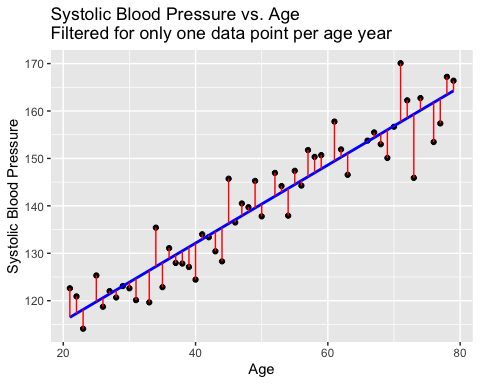 Systolic Blood Pressure vs. Age
Filtered for only one data point per age year
170
160
150
140
130
120
Systolic Blood Pressure
20
40
60
80
Age